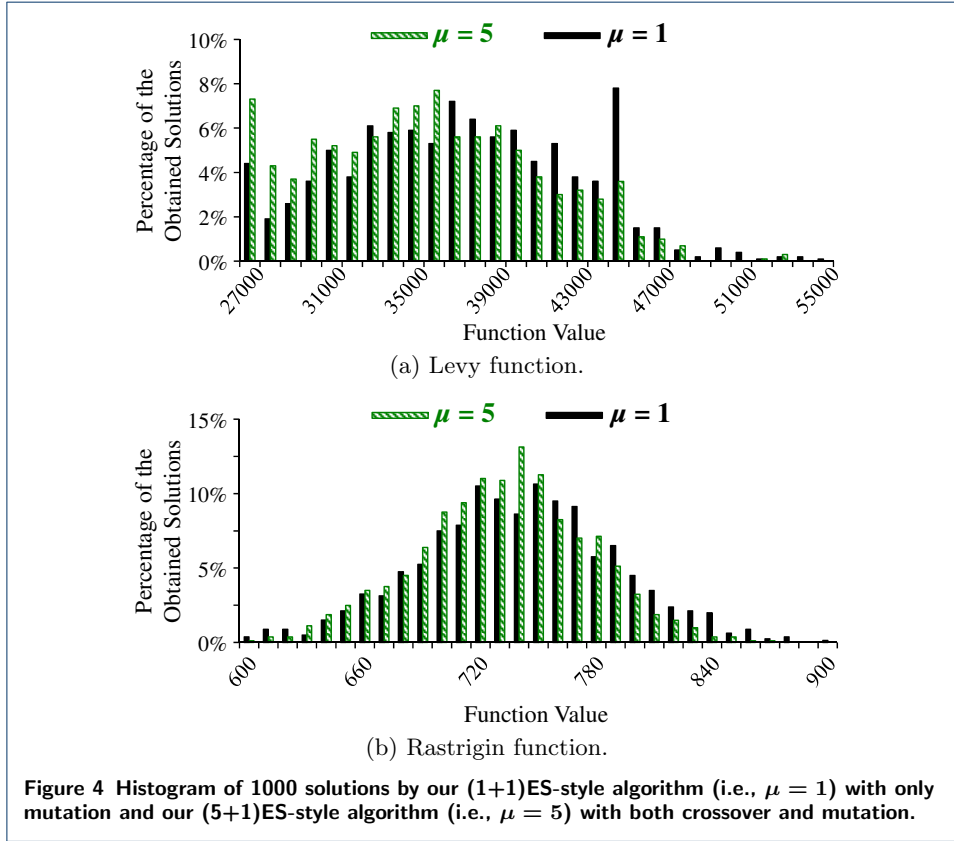 μ = 5 μ = 1
Percentage of the
Obtained Solutions
10%
8%
6%
4%
2%
0%
27000 31000 35000 39000 43000 47000 51000 55000
Function Value
(a) Levy function.
μ = 5 μ = 1
Percentage of the
Obtained Solutions
15%
10%
5%
0%
600 660 720 780 840 900
Function Value
(b) Rastrigin function.
Figure 4 Histogram of 1000 solutions by our (1+1)ES-style algorithm (i.e., μ = 1) with only
mutation and our (5+1)ES-style algorithm (i.e., μ = 5) with both crossover and mutation.